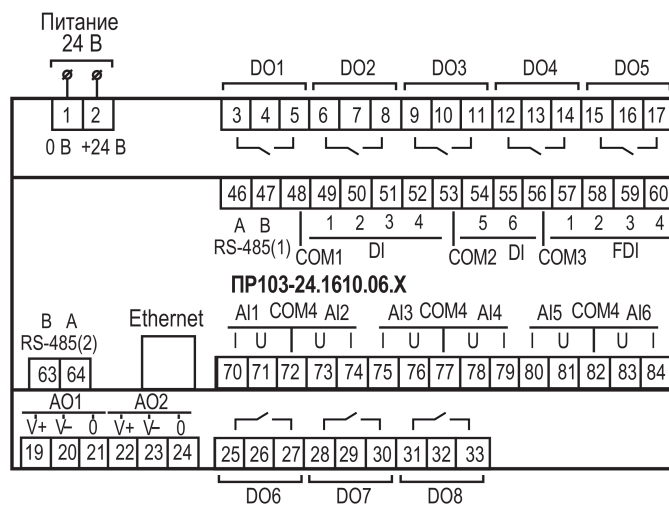 Питание
24 В
DO1 DO2 DO3 DO4 DO5
1 2 3 4 5 6 7 8 9 10 11 12 13 14 15 16 17
0 В +24 В
46 47 48 49 50 51 52 53 54 55 56 57 58 59 60
A B 1 2 3 4 5 6 1 2 3 4
RS-485(1) COM1 DI COM2 DI COM3 FDI
ПР103-24.1610.06.X
B A Ethernet AI1 COM4 AI2 AI3 COM4 AI4 AI5 COM4 AI6
RS-485(2) I U U I I U U I I U U I
63 64 70 71 72 73 74 75 76 77 78 79 80 81 82 83 84
AO1 AO2
V+ V- 0 V+ V- 0
19 20 21 22 23 24 25 26 27 28 29 30 31 32 33
DO6 DO7 DO8